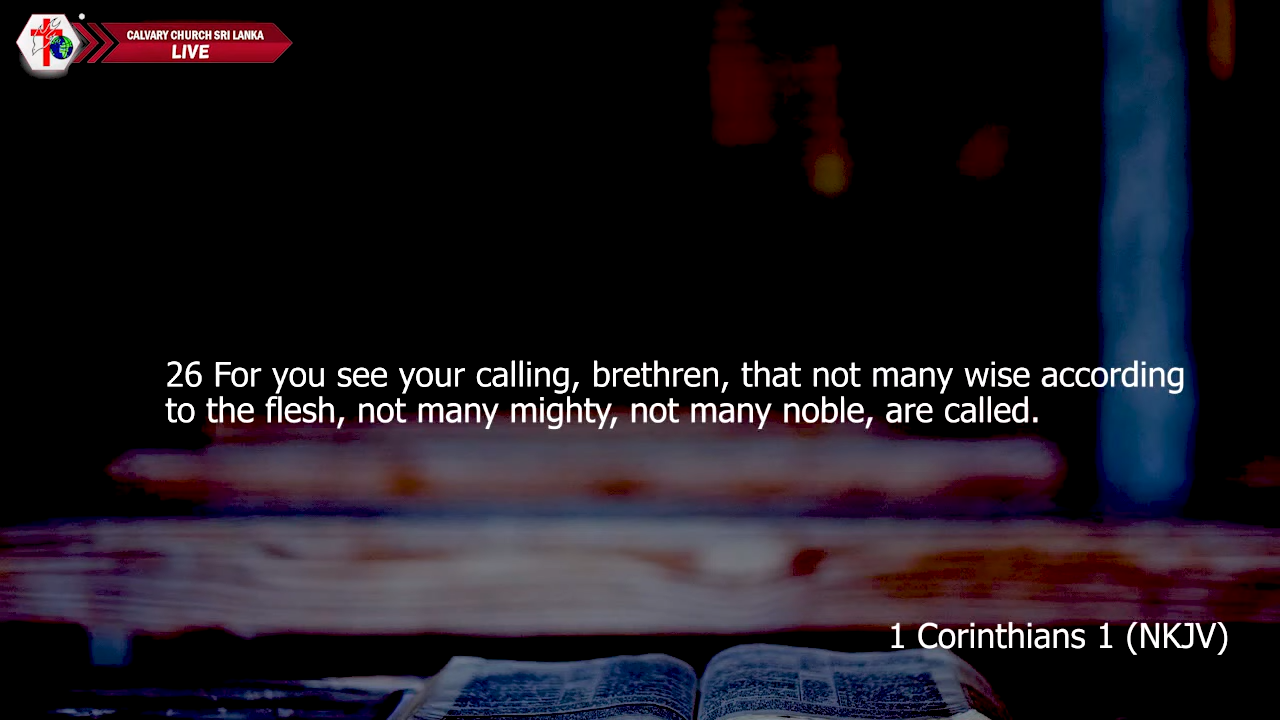 CALVARY CHURCH SRI LANKA
LIVE
26 For you see your calling, brethren, that not many wise according
to the flesh, not many mighty, not many noble, are called.
1 Corinthians 1 (NKJV)